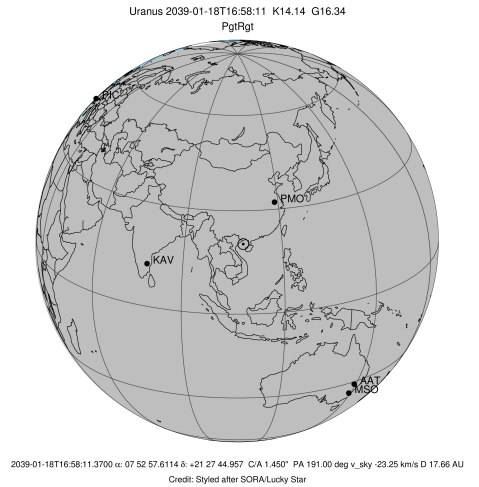 Uranus 2039-01-18T16:58:11 K14.14 G16.34
PgtRgt
PIC
PMO
KAV
AAT
MSO
2039-01-18T16:58:11.3700 α: 07 52 57.6114 δ: +21 27 44.957 C/A 1.450" PA 191.00 deg v_sky -23.25 km/s D 17.66 AU
Credit: Styled after SORA/Lucky Star